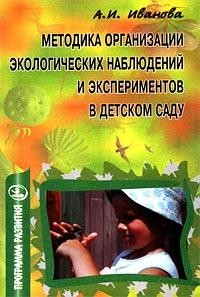 А.И. Иванова
МЕТОДИКА ОРГАНИЗАЦИИ
ЭКОЛОГИЧЕСКИХ НАБЛЮДЕНИЙ
И ЭКСПЕРИМЕНТОВ
В ДЕТСКОМ САДУ
ПРОГРАММА РАЗВИТИЯ